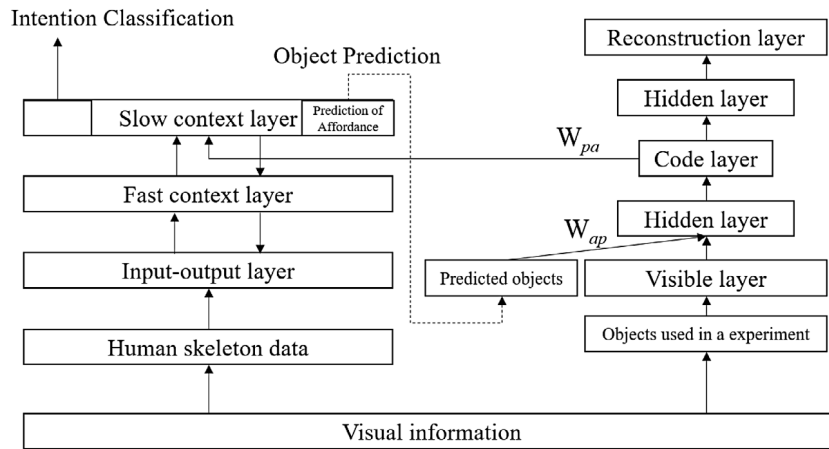 Intention Classification
Reconstruction layer
Object Prediction
Hidden layer
Slow context layer
Prediction of
Affordance
W_pa
Code layer
Fast context layer
Hidden layer
W_ap
Input-output layer
Predicted objects
Visible layer
Human skeleton data
Objects used in a experiment
Visual information